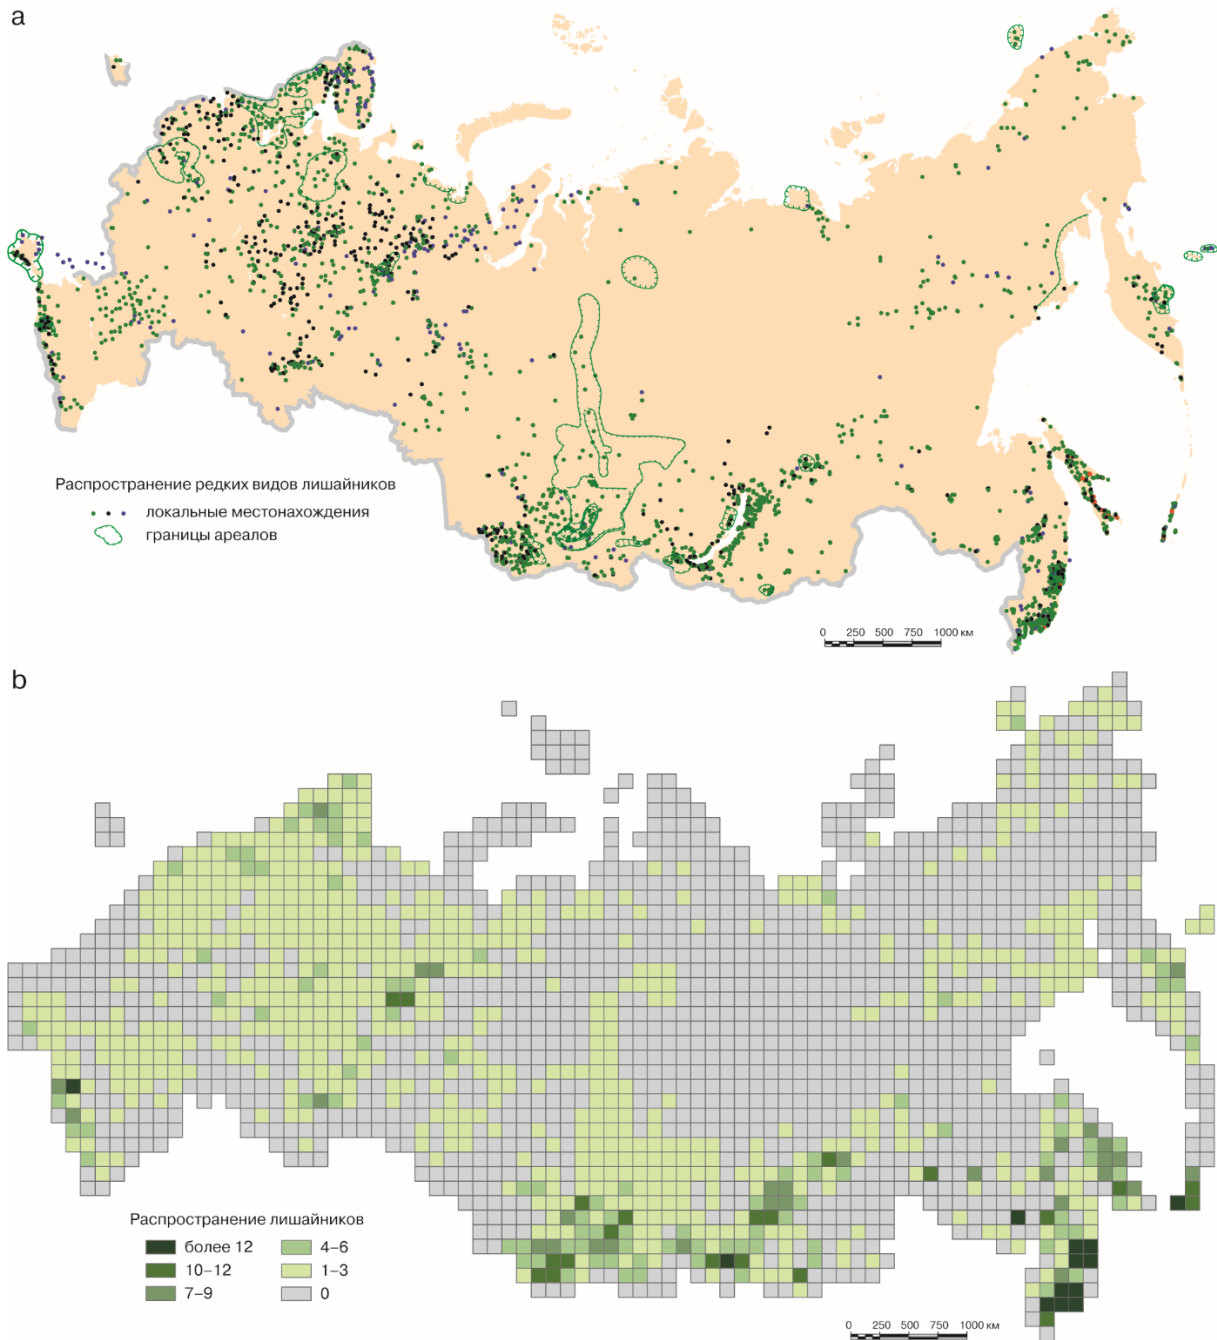 a
Распространение редких видов лишайников
локальные местонахождения
границы ареалов
0 250 500 750 1000 км
b
Распространение лишайников
более 12
4–6
10–12
1–3
7–9
0
0 250 500 750 1000 км